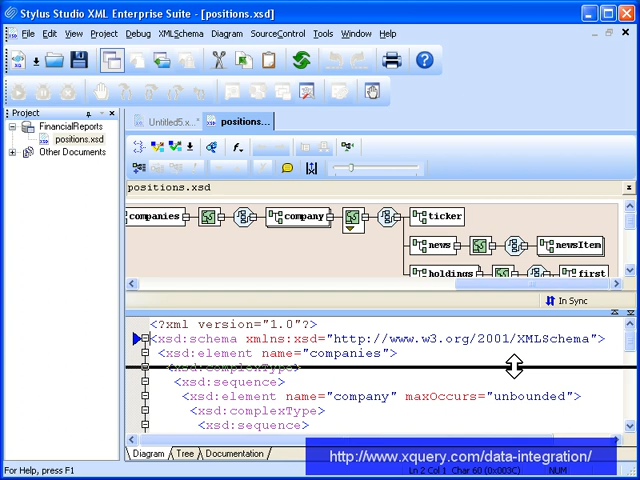 Stylus Studio XML Enterprise Suite - [positions.xsd]
File Edit View Project Debug XMLSchema Diagram SourceControl Tools Window Help
Project
FinancialReports
positions.xsd
Other Documents
Untitled5.x...*
positions...
positions.xsd
companies
company
ticker
news
newsItem
holdings
first
In Sync
<?xml version="1.0"?>
<xsd:schema xmlns:xsd="http://www.w3.org/2001/XMLSchema">
<xsd:element name="companies">
<xsd:complexType>
<xsd:sequence>
<xsd:element name="company" maxOccurs="unbounded">
<xsd:complexType>
<xsd:sequence>
Diagram Tree Documentation
http://www.xquery.com/data-integration/
For Help, press F1
Ln 2 Col 1 Char 60 (0x003C) NUM